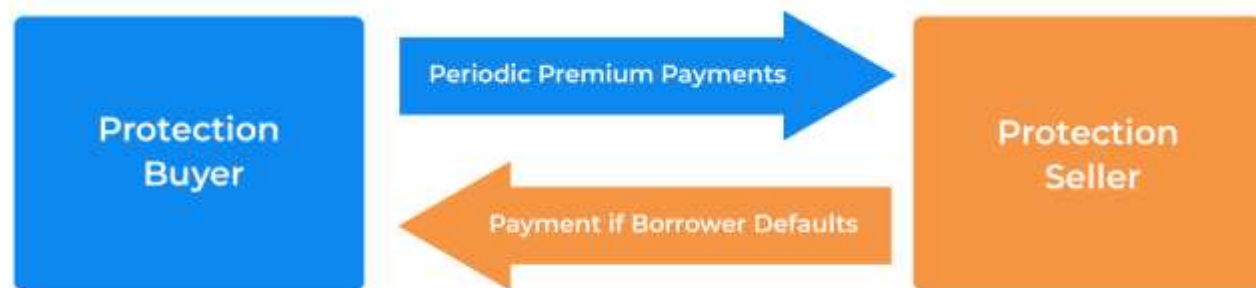 Protection
Buyer
Periodic Premium Payments
Payment if Borrower Defaults
Protection
Seller